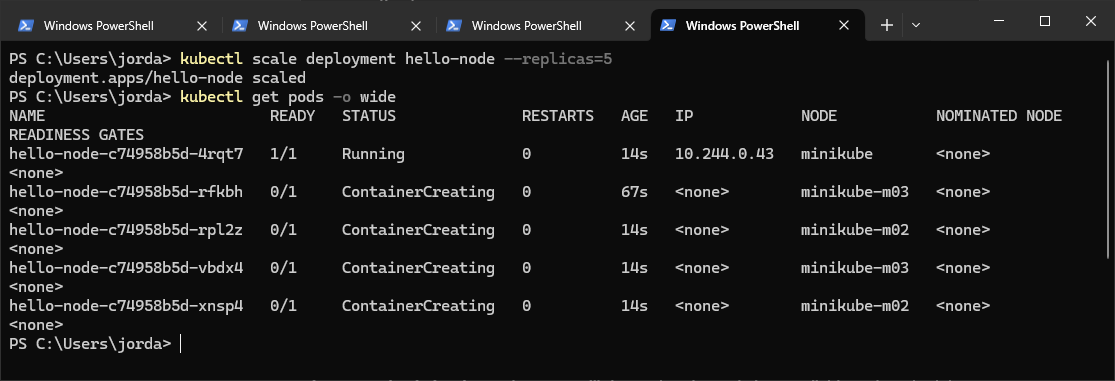 Windows PowerShell
Windows PowerShell
Windows PowerShell
Windows PowerShell
PS C:\Users\jorda> kubectl scale deployment hello-node --replicas=5
deployment.apps/hello-node scaled
PS C:\Users\jorda> kubectl get pods -o wide
NAME READY STATUS RESTARTS AGE IP NODE NOMINATED NODE
READINESS GATES
hello-node-c74958b5d-4rqt7 1/1 Running 0 14s 10.244.0.43 minikube <none>
<none>
hello-node-c74958b5d-rfkbh 0/1 ContainerCreating 0 67s <none> minikube-m03 <none>
<none>
hello-node-c74958b5d-rpl2z 0/1 ContainerCreating 0 14s <none> minikube-m02 <none>
<none>
hello-node-c74958b5d-vbdx4 0/1 ContainerCreating 0 14s <none> minikube-m03 <none>
<none>
hello-node-c74958b5d-xnsp4 0/1 ContainerCreating 0 14s <none> minikube-m02 <none>
<none>
PS C:\Users\jorda>